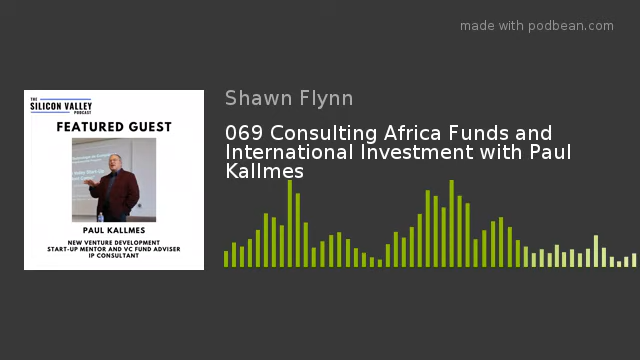 made with podbean.com
THE
SILICON VALLEY
PODCAST
FEATURED GUEST
PAUL KALLMES
NEW VENTURE DEVELOPMENT
START-UP MENTOR AND VC FUND ADVISER
IP CONSULTANT
Shawn Flynn
069 Consulting Africa Funds and
International Investment with Paul
Kallmes